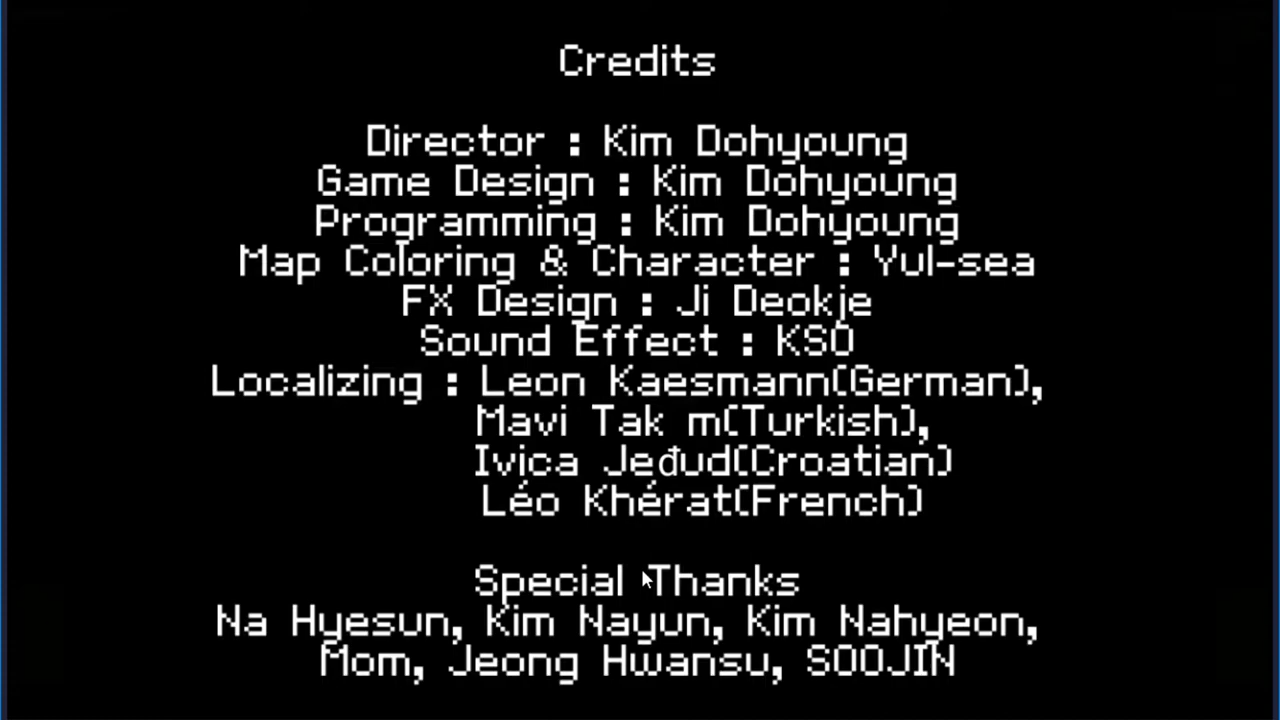 Credits
Director : Kim Dohyoung
Game Design : Kim Dohyoung
Programming : Kim Dohyoung
Map Coloring & Character : Yul-sea
FX Design : Ji Deokje
Sound Effect : KSO
Localizing : Leon Kaesmann(German),
Mavi Tak m(Turkish),
Ivica Jeđud(Croatian)
Léo Khérat(French)
Special Thanks
Na Hyesun, Kim Nayun, Kim Nahyeon,
Mom, Jeong Hwansu, SOOJIN